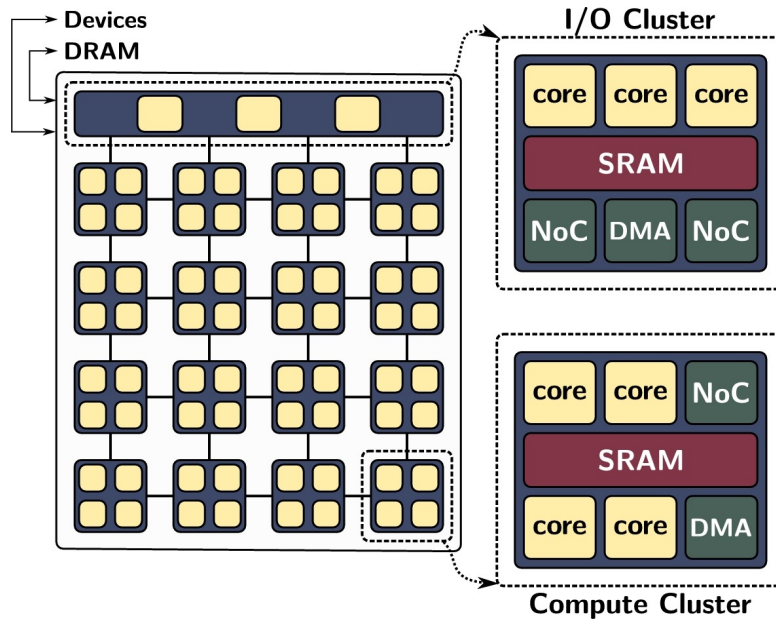 Devices
DRAM
I/O Cluster
core core core
SRAM
NoC DMA NoC
core core NoC
SRAM
core core DMA
Compute Cluster